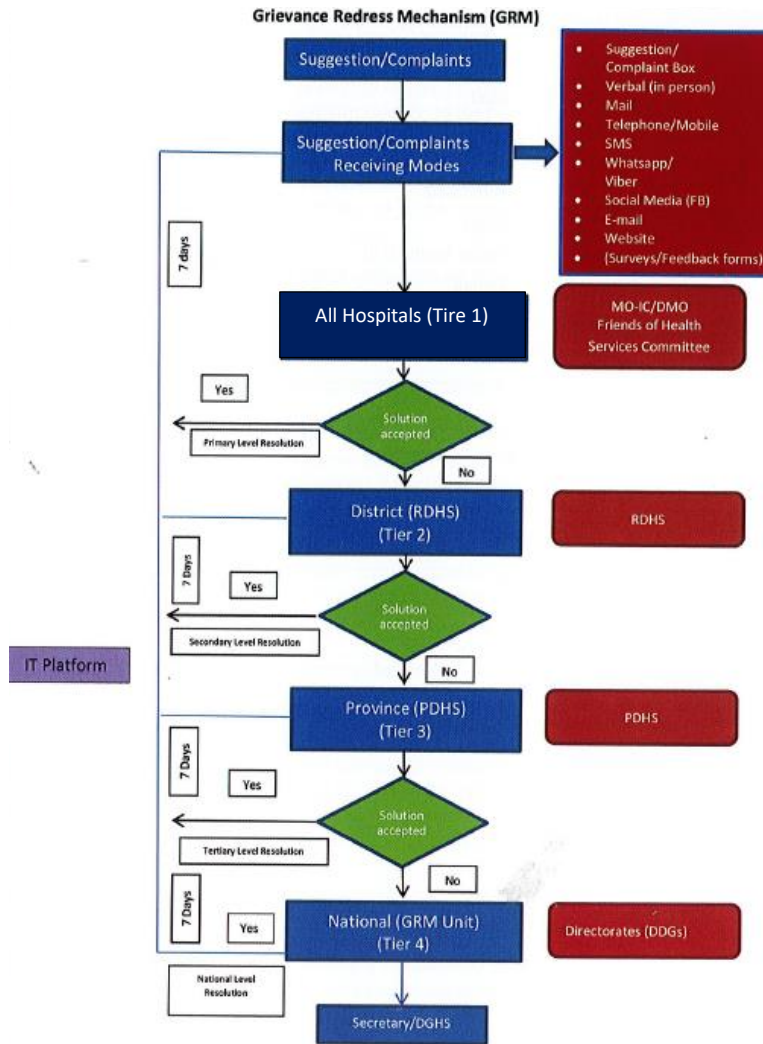 Grievance Redress Mechanism (GRM)
Suggestion/Complaints
Suggestion/Complaints
Receiving Modes
• Suggestion/
Complaint Box
• Verbal (in person)
• Mail
• Telephone/Mobile
• SMS
• Whatsapp/
Viber
• Social Media (FB)
• E-mail
• Website
• (Surveys/Feedback forms)
7 days
All Hospitals (Tire 1)
MO-IC/DMO
Friends of Health
Services Committee
Yes
Solution
accepted
Primary Level Resolution
No
District (RDHS)
(Tier 2)
RDHS
7 Days
Yes
Solution
accepted
Secondary Level Resolution
No
IT Platform
Province (PDHS)
(Tier 3)
PDHS
7 Days
Yes
Solution
accepted
Tertiary Level Resolution
No
7 Days
Yes
National (GRM Unit)
(Tier 4)
Directorates (DDGs)
National Level
Resolution
Secretary/DGHS